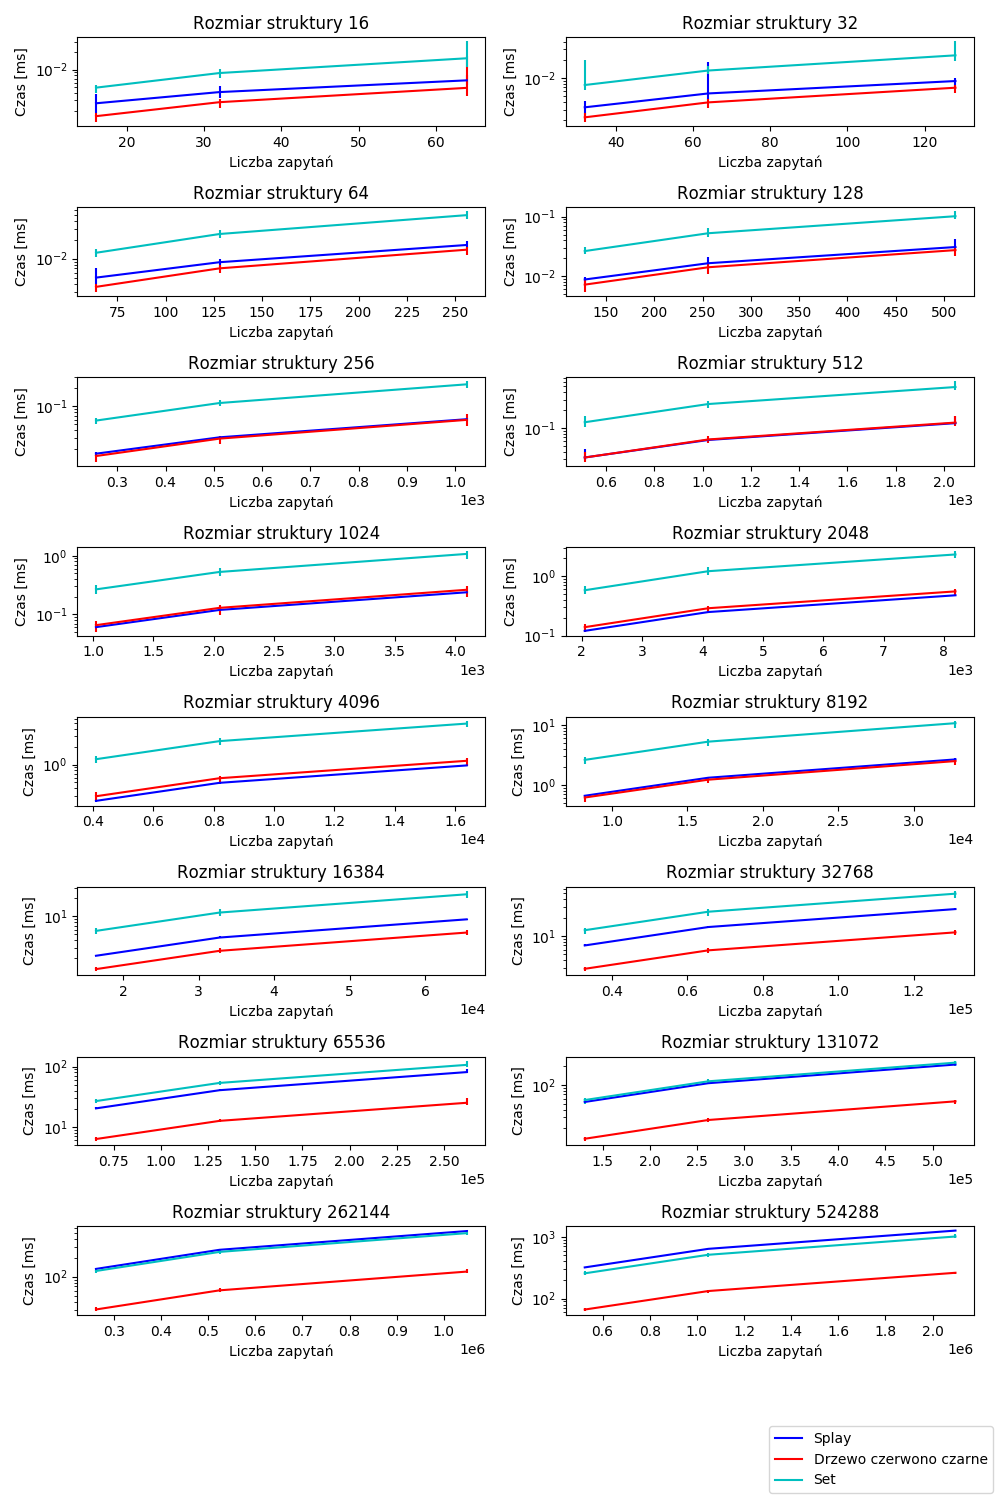 Rozmiar struktury 16
Czas [ms]
10⁻²
20 30 40 50 60
Liczba zapytań
Rozmiar struktury 32
Czas [ms]
10⁻²
40 60 80 100 120
Liczba zapytań
Rozmiar struktury 64
Czas [ms]
10⁻²
75 100 125 150 175 200 225 250
Liczba zapytań
Rozmiar struktury 128
Czas [ms]
10⁻¹
10⁻²
150 200 250 300 350 400 450 500
Liczba zapytań
Rozmiar struktury 256
Czas [ms]
10⁻¹
0.3 0.4 0.5 0.6 0.7 0.8 0.9 1.0
1e3
Liczba zapytań
Rozmiar struktury 512
Czas [ms]
10⁻¹
0.6 0.8 1.0 1.2 1.4 1.6 1.8 2.0
1e3
Liczba zapytań
Rozmiar struktury 1024
Czas [ms]
10⁰
10⁻¹
1.0 1.5 2.0 2.5 3.0 3.5 4.0
1e3
Liczba zapytań
Rozmiar struktury 2048
Czas [ms]
10⁰
10⁻¹
2 3 4 5 6 7 8
1e3
Liczba zapytań
Rozmiar struktury 4096
Czas [ms]
10⁰
0.4 0.6 0.8 1.0 1.2 1.4 1.6
1e4
Liczba zapytań
Rozmiar struktury 8192
Czas [ms]
10¹
10⁰
1.0 1.5 2.0 2.5 3.0
1e4
Liczba zapytań
Rozmiar struktury 16384
Czas [ms]
10¹
2 3 4 5 6
1e4
Liczba zapytań
Rozmiar struktury 32768
Czas [ms]
10¹
0.4 0.6 0.8 1.0 1.2
1e5
Liczba zapytań
Rozmiar struktury 65536
Czas [ms]
10²
10¹
0.75 1.00 1.25 1.50 1.75 2.00 2.25 2.50
1e5
Liczba zapytań
Rozmiar struktury 131072
Czas [ms]
10²
1.5 2.0 2.5 3.0 3.5 4.0 4.5 5.0
1e5
Liczba zapytań
Rozmiar struktury 262144
Czas [ms]
10²
0.3 0.4 0.5 0.6 0.7 0.8 0.9 1.0
1e6
Liczba zapytań
Rozmiar struktury 524288
Czas [ms]
10³
10²
0.6 0.8 1.0 1.2 1.4 1.6 1.8 2.0
1e6
Liczba zapytań
Splay
Drzewo czerwono czarne
Set